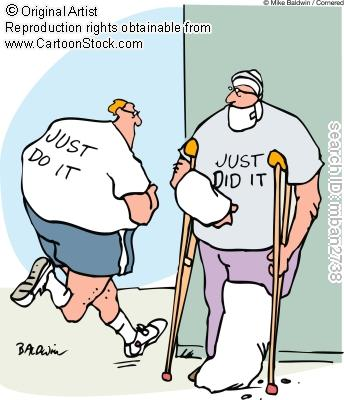 © Mike Baldwin / Cornered
© Original Artist
Reproduction rights obtainable from
www.CartoonStock.com
JUST
DO IT
JUST
DID IT
search ID: mban2738
BALDWIN